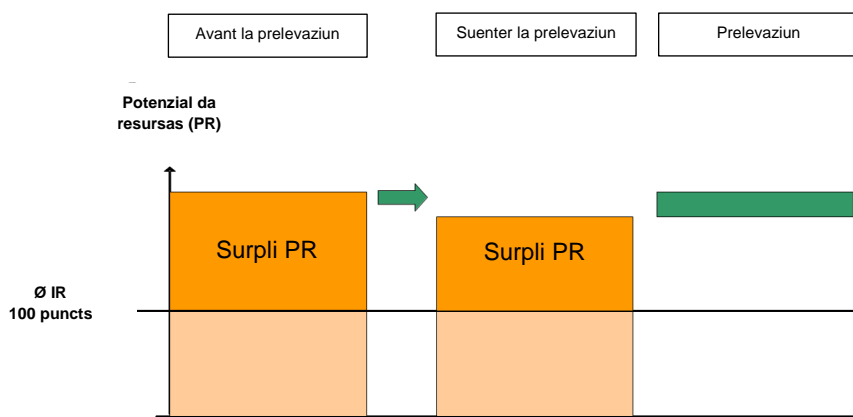 Avant la prelevaziun
Suenter la prelevaziun
Prelevaziun
Potenzial da
resursas (PR)
Surpli PR
Surpli PR
Ø IR
100 puncts